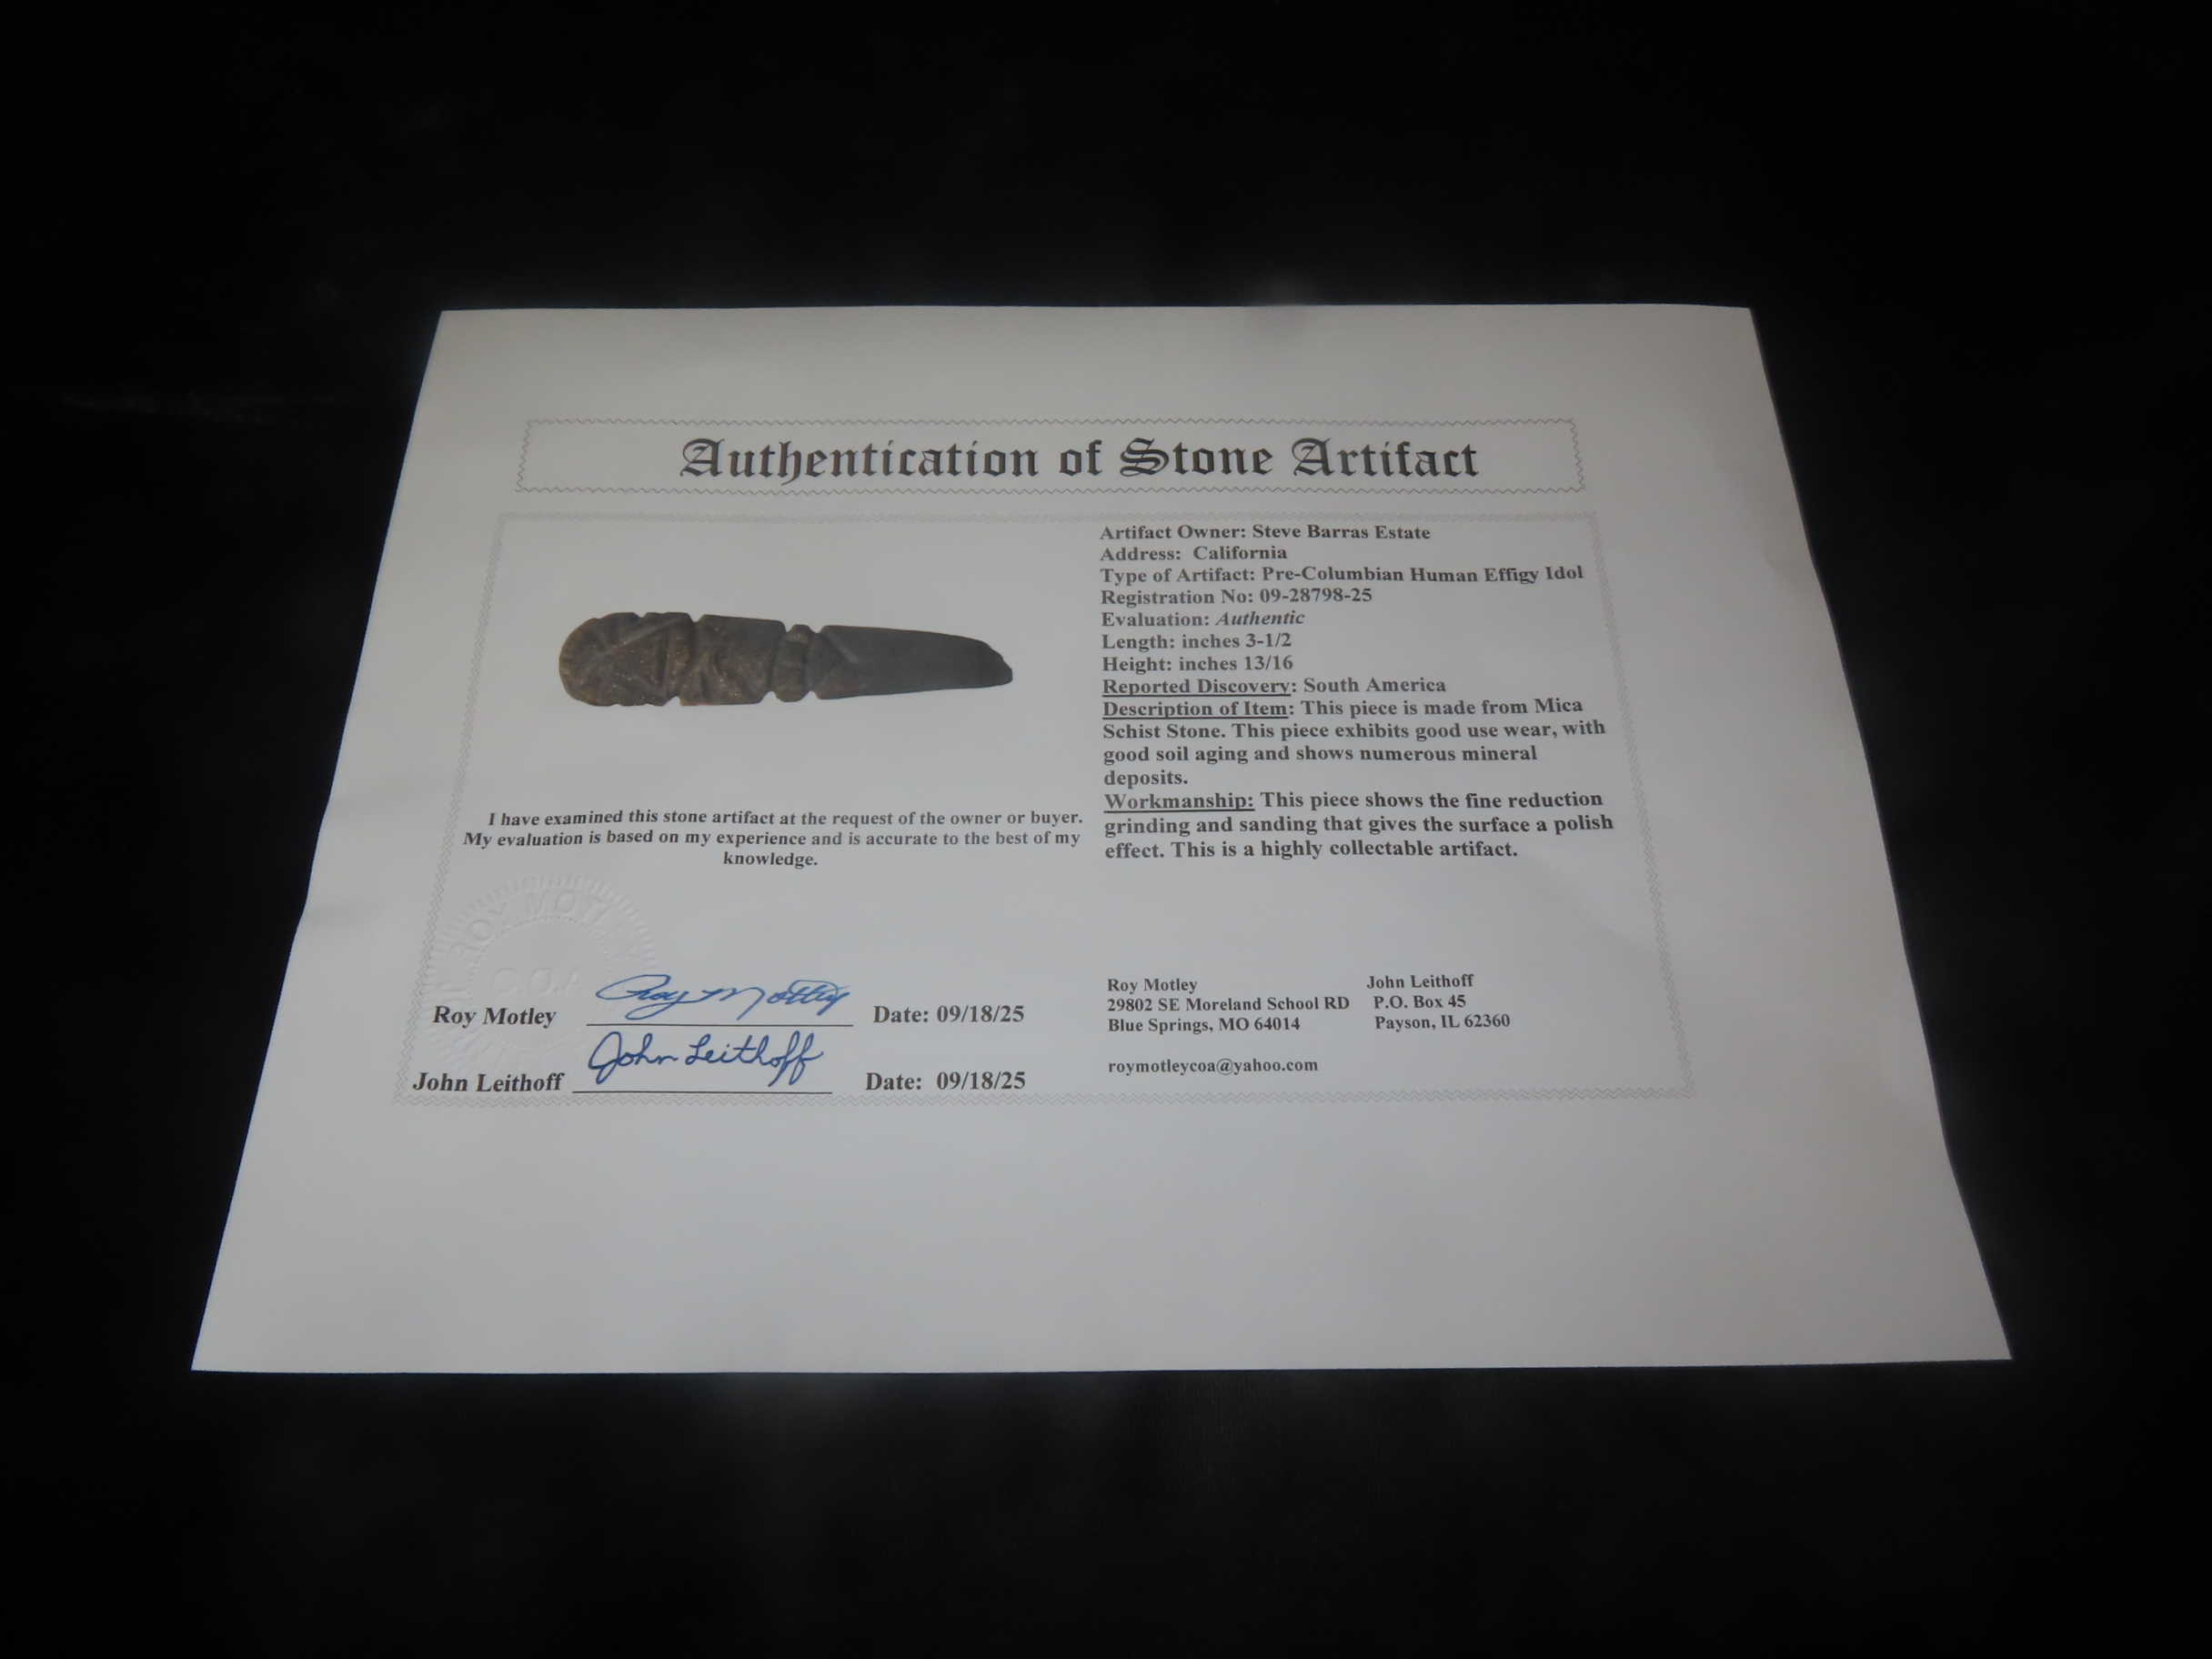 Authentication of Stone Artifact
Artifact Owner: Steve Barras Estate
Address: California
Type of Artifact: Pre-Columbian Human Effigy Idol
Registration No: 09-28798-25
Evaluation: Authentic
Length: inches 3-1/2
Height: inches 13/16
Reported Discovery: South America
Description of Item: This piece is made from Mica
Schist Stone. This piece exhibits good use wear, with
good soil aging and shows numerous mineral
deposits.
Workmanship: This piece shows the fine reduction
grinding and sanding that gives the surface a polish
effect. This is a highly collectable artifact.
I have examined this stone artifact at the request of the owner or buyer.
My evaluation is based on my experience and is accurate to the best of my
knowledge.
ROY MOTLEY
C.O.A
Roy Motley Roy Motley Date: 09/18/25
John Leithoff John Leithoff Date: 09/18/25
Roy Motley
29802 SE Moreland School RD
Blue Springs, MO 64014
roymotleycoa@yahoo.com
John Leithoff
P.O. Box 45
Payson, IL 62360